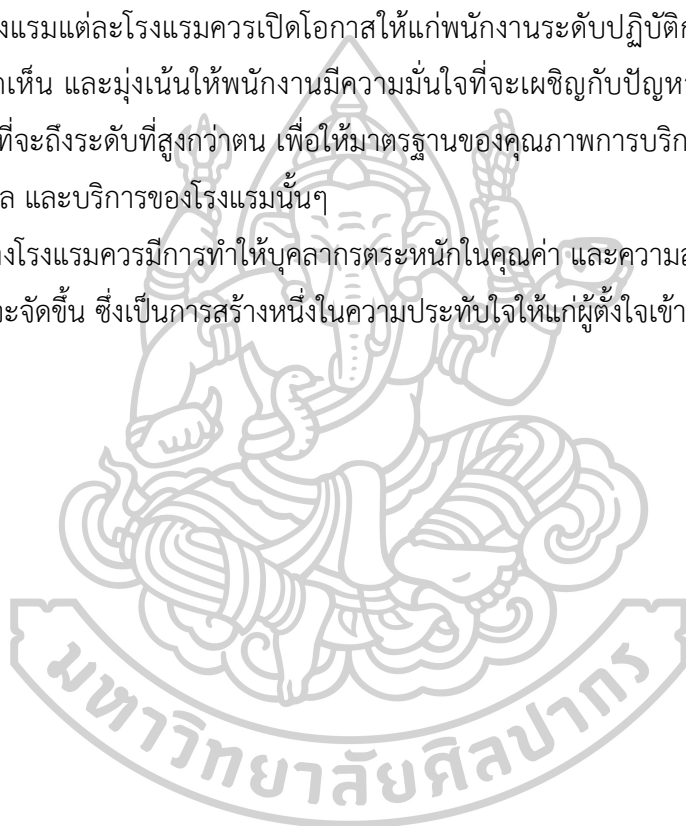 งแรมแต่ละโรงแรมควรเปิดโอกาสให้แก่พนักงานระดับปฏิบัติก
าเห็น และมุ่งเน้นให้พนักงานมีความมั่นใจที่จะเผชิญกับปัญหา
ที่จะถึงระดับที่สูงกว่าตน เพื่อให้มาตรฐานของคุณภาพการบริก
ล และบริการของโรงแรมนั้นๆ
งโรงแรมควรมีการทำให้บุคลากรตระหนักในคุณค่า และความส
ะจัดขึ้น ซึ่งเป็นการสร้างหนึ่งในความประทับใจให้แก่ผู้ตั้งใจเข้า
มหาวิทยาลัยศิลปากร